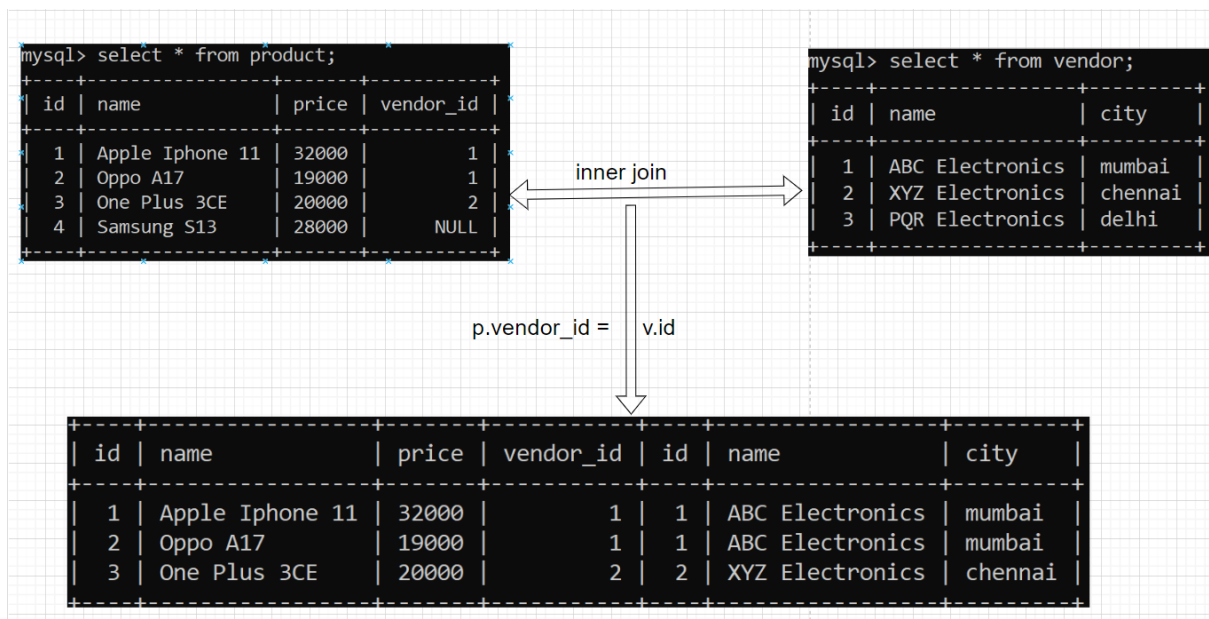 mysql> select * from product;
+----+-----------------+-------+-----------+
| id | name | price | vendor_id |
+----+-----------------+-------+-----------+
| 1 | Apple Iphone 11 | 32000 | 1 |
| 2 | Oppo A17 | 19000 | 1 |
| 3 | One Plus 3CE | 20000 | 2 |
| 4 | Samsung S13 | 28000 | NULL |
+----+-----------------+-------+-----------+
mysql> select * from vendor;
+----+-----------------+---------+
| id | name | city |
+----+-----------------+---------+
| 1 | ABC Electronics | mumbai |
| 2 | XYZ Electronics | chennai |
| 3 | PQR Electronics | delhi |
+----+-----------------+---------+
inner join
p.vendor_id = v.id
+----+-----------------+-------+-----------+----+-----------------+---------+
| id | name | price | vendor_id | id | name | city |
+----+-----------------+-------+-----------+----+-----------------+---------+
| 1 | Apple Iphone 11 | 32000 | 1 | 1 | ABC Electronics | mumbai |
| 2 | Oppo A17 | 19000 | 1 | 1 | ABC Electronics | mumbai |
| 3 | One Plus 3CE | 20000 | 2 | 2 | XYZ Electronics | chennai |
+----+-----------------+-------+-----------+----+-----------------+---------+